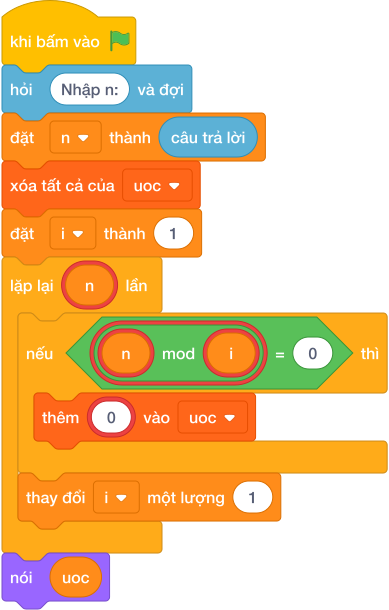 khi bấm vào
hỏi Nhập n: và đợi
đặt n thành câu trả lời
xóa tất cả của uoc
đặt i thành 1
lặp lại n lần
nếu n mod i = 0 thì
thêm 0 vào uoc
thay đổi i một lượng 1
nói uoc